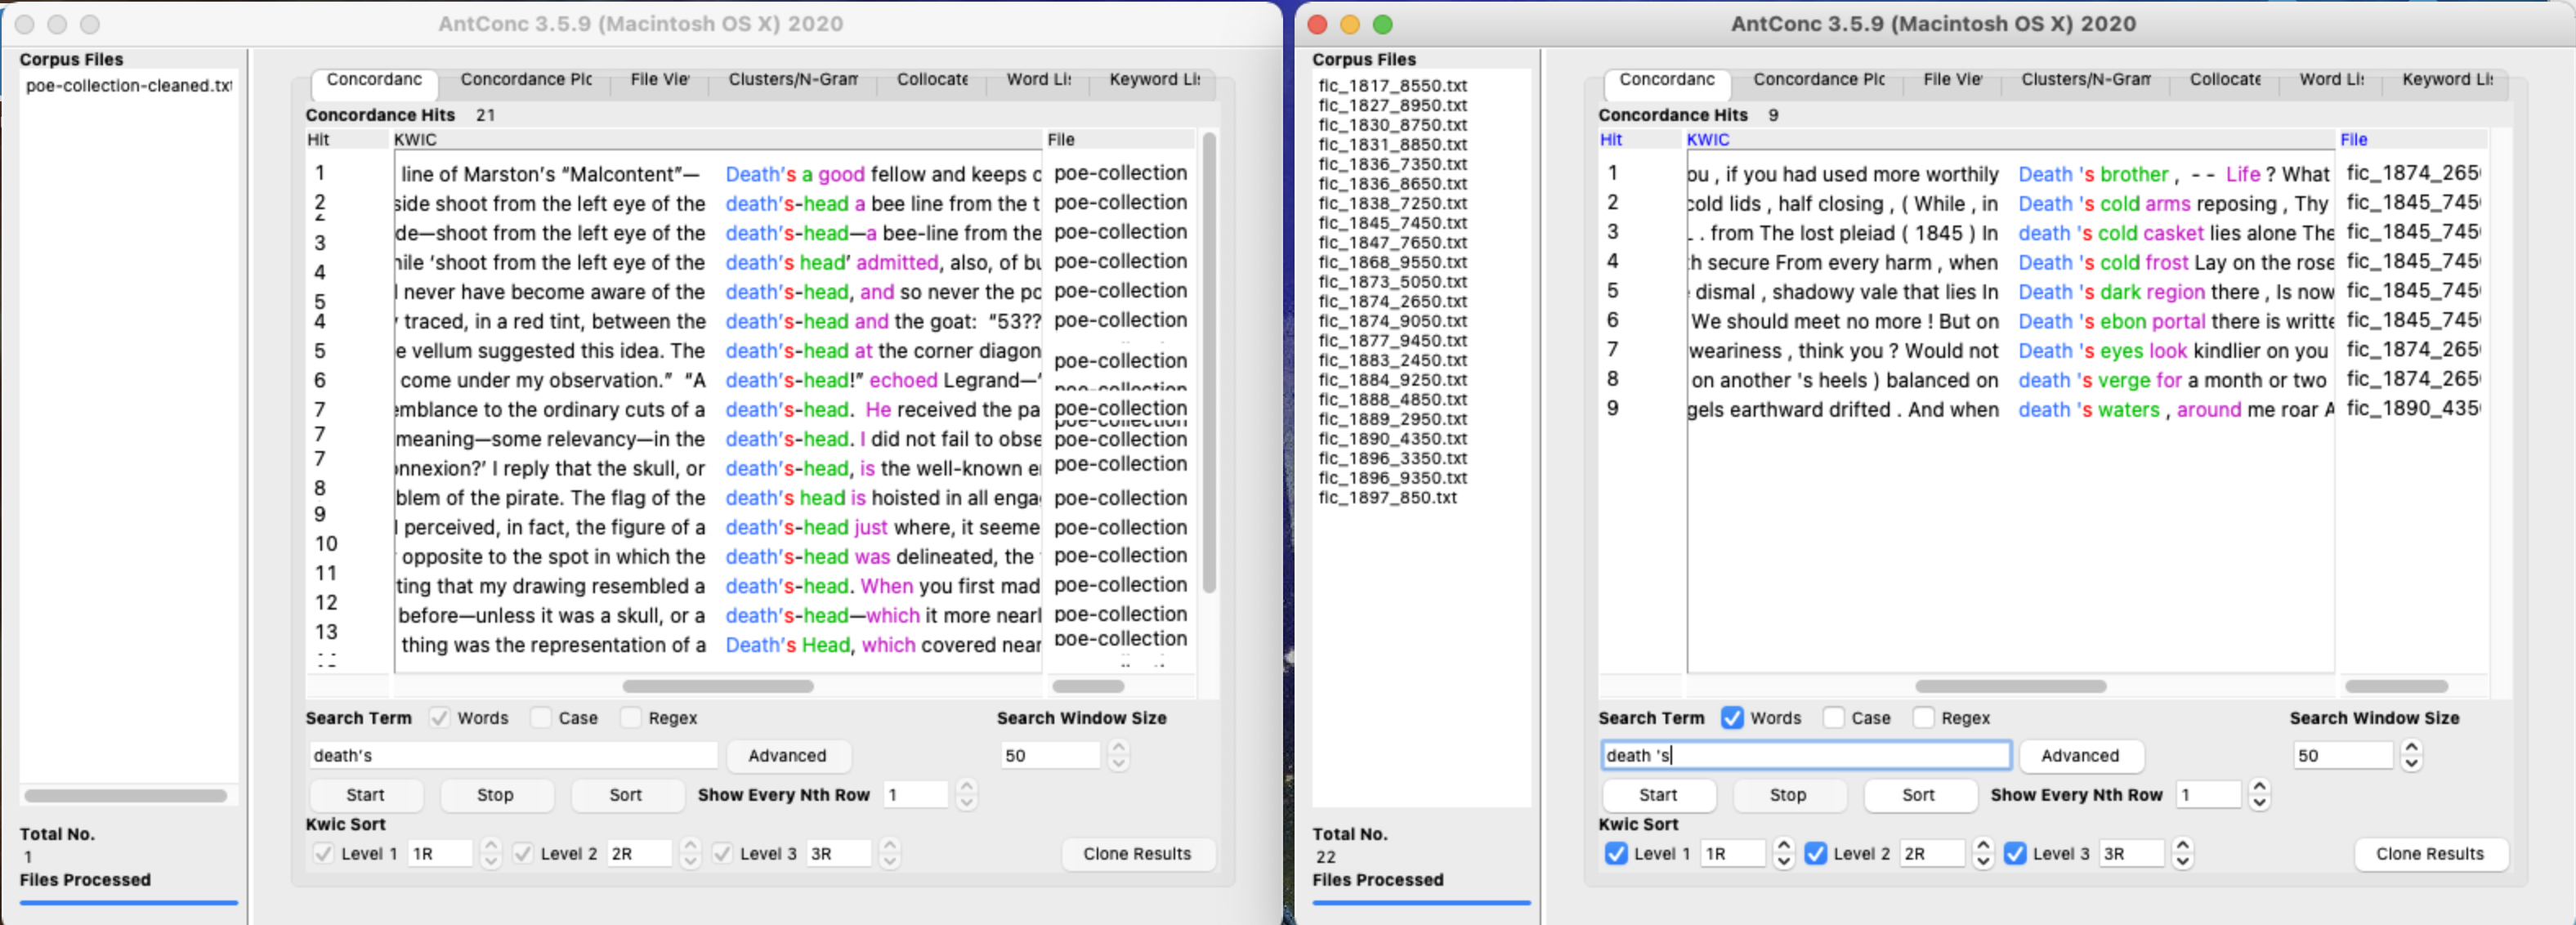 AntConc 3.5.9 (Macintosh OS X) 2020
Corpus Files
poe-collection-cleaned.txt
Concordanc Concordance Plc File Vie Clusters/N-Gram Collocate Word Li Keyword Li
Concordance Hits 21
Hit KWIC File
1 line of Marston's “Malcontent”— Death's a good fellow and keeps poe-collection
2 side shoot from the left eye of the death's-head a bee line from the poe-collection
3 de—shoot from the left eye of the death's-head—a bee-line from the poe-collection
4 hile ‘shoot from the left eye of the death's head’ admitted, also, of poe-collection
5 never have become aware of the death's-head, and so never the poe-collection
4 traced, in a red tint, between the death's-head and the goat: “53?? poe-collection
5 e vellum suggested this idea. The death's-head at the corner diagon poe-collection
6 come under my observation.” “A death's-head!” echoed Legrand—“ poe-collection
7 emblance to the ordinary cuts of a death's-head. He received the pa poe-collection
7 meaning—some relevancy—in the death's-head. I did not fail to obse poe-collection
7 onnexion?’ I reply that the skull, or death's-head, is the well-known poe-collection
8 blem of the pirate. The flag of the death's head is hoisted in all enga poe-collection
9 perceived, in fact, the figure of a death's-head just where, it seeme poe-collection
10 opposite to the spot in which the death's-head was delineated, the poe-collection
11 ting that my drawing resembled a death's-head. When you first mad poe-collection
12 before—unless it was a skull, or a death's-head—which it more nearl poe-collection
13 thing was the representation of a Death's Head, which covered near poe-collection
Search Term Words Case Regex Search Window Size
death's Advanced 50
Start Stop Sort Show Every Nth Row 1
Kwic Sort
Level 1 1R Level 2 2R Level 3 3R Clone Results
Total No.
1
Files Processed
AntConc 3.5.9 (Macintosh OS X) 2020
Corpus Files
fic_1817_8550.txt
fic_1827_8950.txt
fic_1830_8750.txt
fic_1831_8850.txt
fic_1836_7350.txt
fic_1836_8650.txt
fic_1838_7250.txt
fic_1845_7450.txt
fic_1847_7650.txt
fic_1868_9550.txt
fic_1873_5050.txt
fic_1874_2650.txt
fic_1874_9050.txt
fic_1877_9450.txt
fic_1883_2450.txt
fic_1884_9250.txt
fic_1888_4850.txt
fic_1889_2950.txt
fic_1890_4350.txt
fic_1896_3350.txt
fic_1896_9350.txt
fic_1897_850.txt
Concordanc Concordance Plc File Vie Clusters/N-Gram Collocate Word Li Keyword Li
Concordance Hits 9
Hit KWIC File
1 ou , if you had used more worthily Death 's brother , - - Life ? What fic_1874_265
2 cold lids , half closing , ( While , in Death 's cold arms reposing , Thy fic_1845_745
3 . from The lost pleiad ( 1845 ) In death 's cold casket lies alone The fic_1845_745
4 h secure From every harm , when Death 's cold frost Lay on the rose fic_1845_745
5 dismal , shadowy vale that lies In Death 's dark region there , Is now fic_1845_745
6 We should meet no more ! But on Death 's ebon portal there is writte fic_1845_745
7 weariness , think you ? Would not Death 's eyes look kindlier on you fic_1874_265
8 on another 's heels ) balanced on death 's verge for a month or two fic_1874_265
9 gels earthward drifted . And when death 's waters , around me roar A fic_1890_435
Search Term Words Case Regex Search Window Size
death 's Advanced 50
Start Stop Sort Show Every Nth Row 1
Kwic Sort
Level 1 1R Level 2 2R Level 3 3R Clone Results
Total No.
22
Files Processed